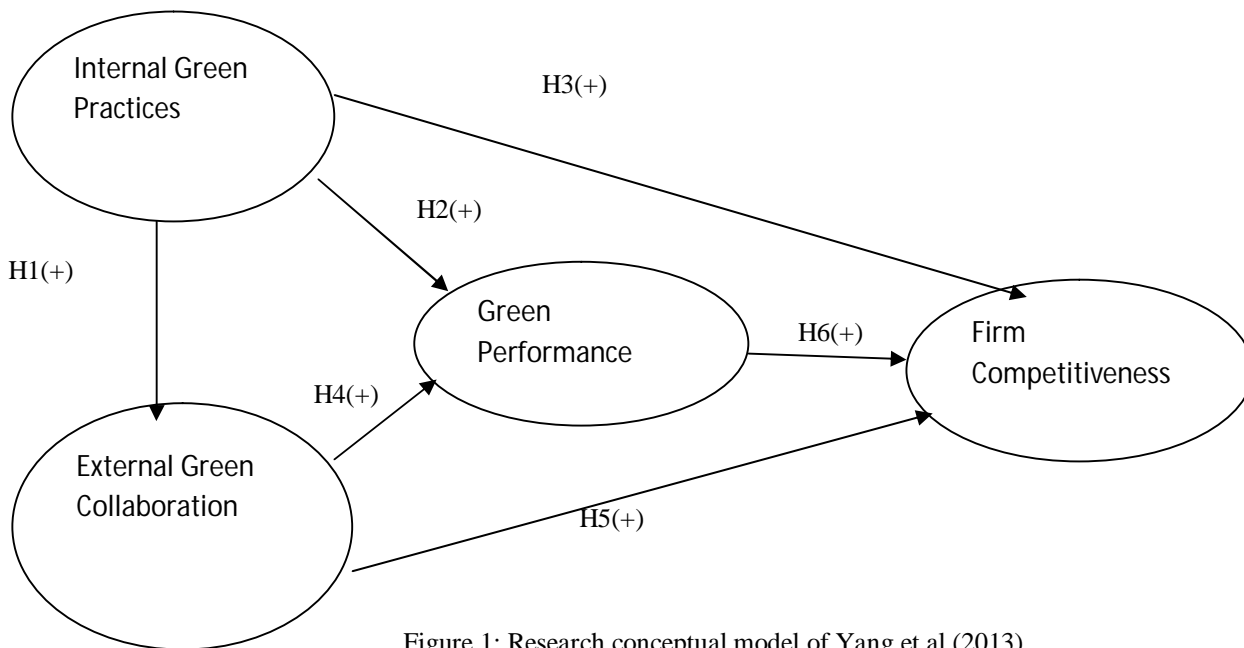 Internal Green
Practices
H3(+)
H2(+)
H1(+)
Green
Performance
H6(+)
Firm
Competitiveness
H4(+)
External Green
Collaboration
H5(+)
Figure 1: Research conceptual model of Yang et al (2013)